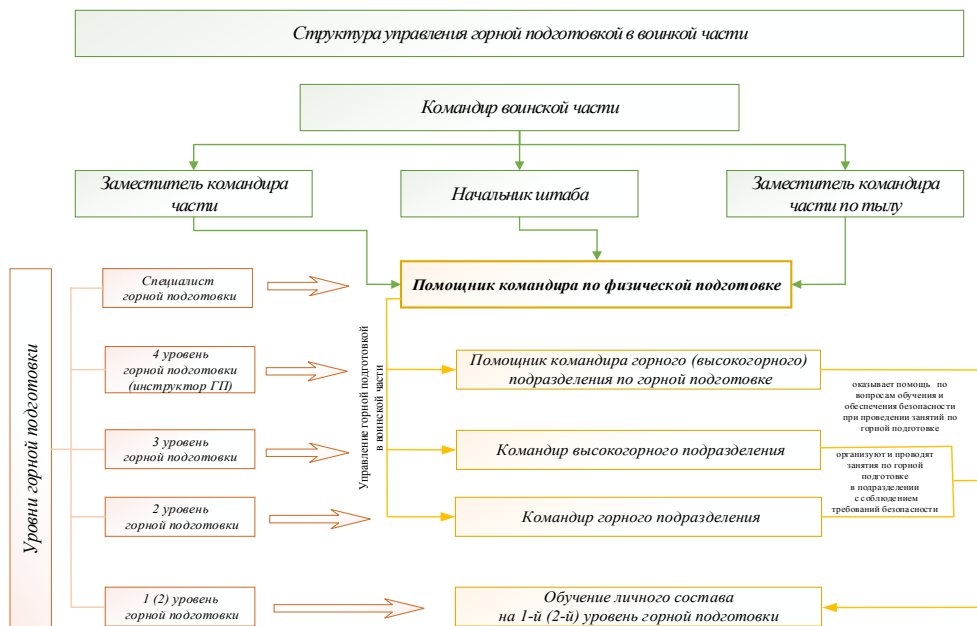 Структура управления горной подготовкой в воинкой части
Командир воинской части
Заместитель командира
части
Начальник штаба
Заместитель командира
части по тылу
Уровни горной подготовки
Специалист
горной подготовки
Помощник командира по физической подготовке
Управление горной подготовкой
в воинской части
4 уровень
горной подготовки
(инструктор ГП)
Помощник командира горного (высокогорного)
подразделения по горной подготовке
оказывает помощь по
вопросам обучения и
обеспечения безопасности
при проведении занятий по
горной подготовке
3 уровень
горной подготовки
Командир высокогорного подразделения
организуют и проводят
занятия по горной
подготовке
в подразделении
с соблюдением
требований безопасности
2 уровень
горной подготовки
Командир горного подразделения
1 (2) уровень
горной подготовки
Обучение личного состава
на 1-й (2-й) уровень горной подготовки